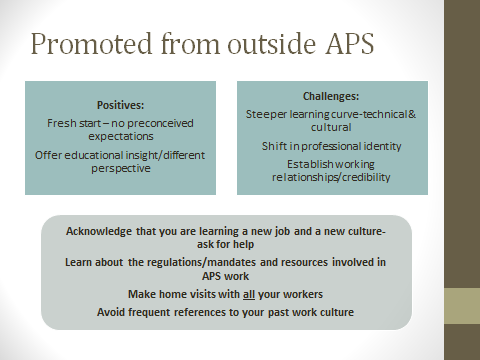 Promoted from outside APS
Positives:
Fresh start – no preconceived
expectations
Offer educational insight/different
perspective
Challenges:
Steeper learning curve-technical &
cultural
Shift in professional identity
Establish working
relationships/credibility
Acknowledge that you are learning a new job and a new culture-
ask for help
Learn about the regulations/mandates and resources involved in
APS work
Make home visits with all your workers
Avoid frequent references to your past work culture